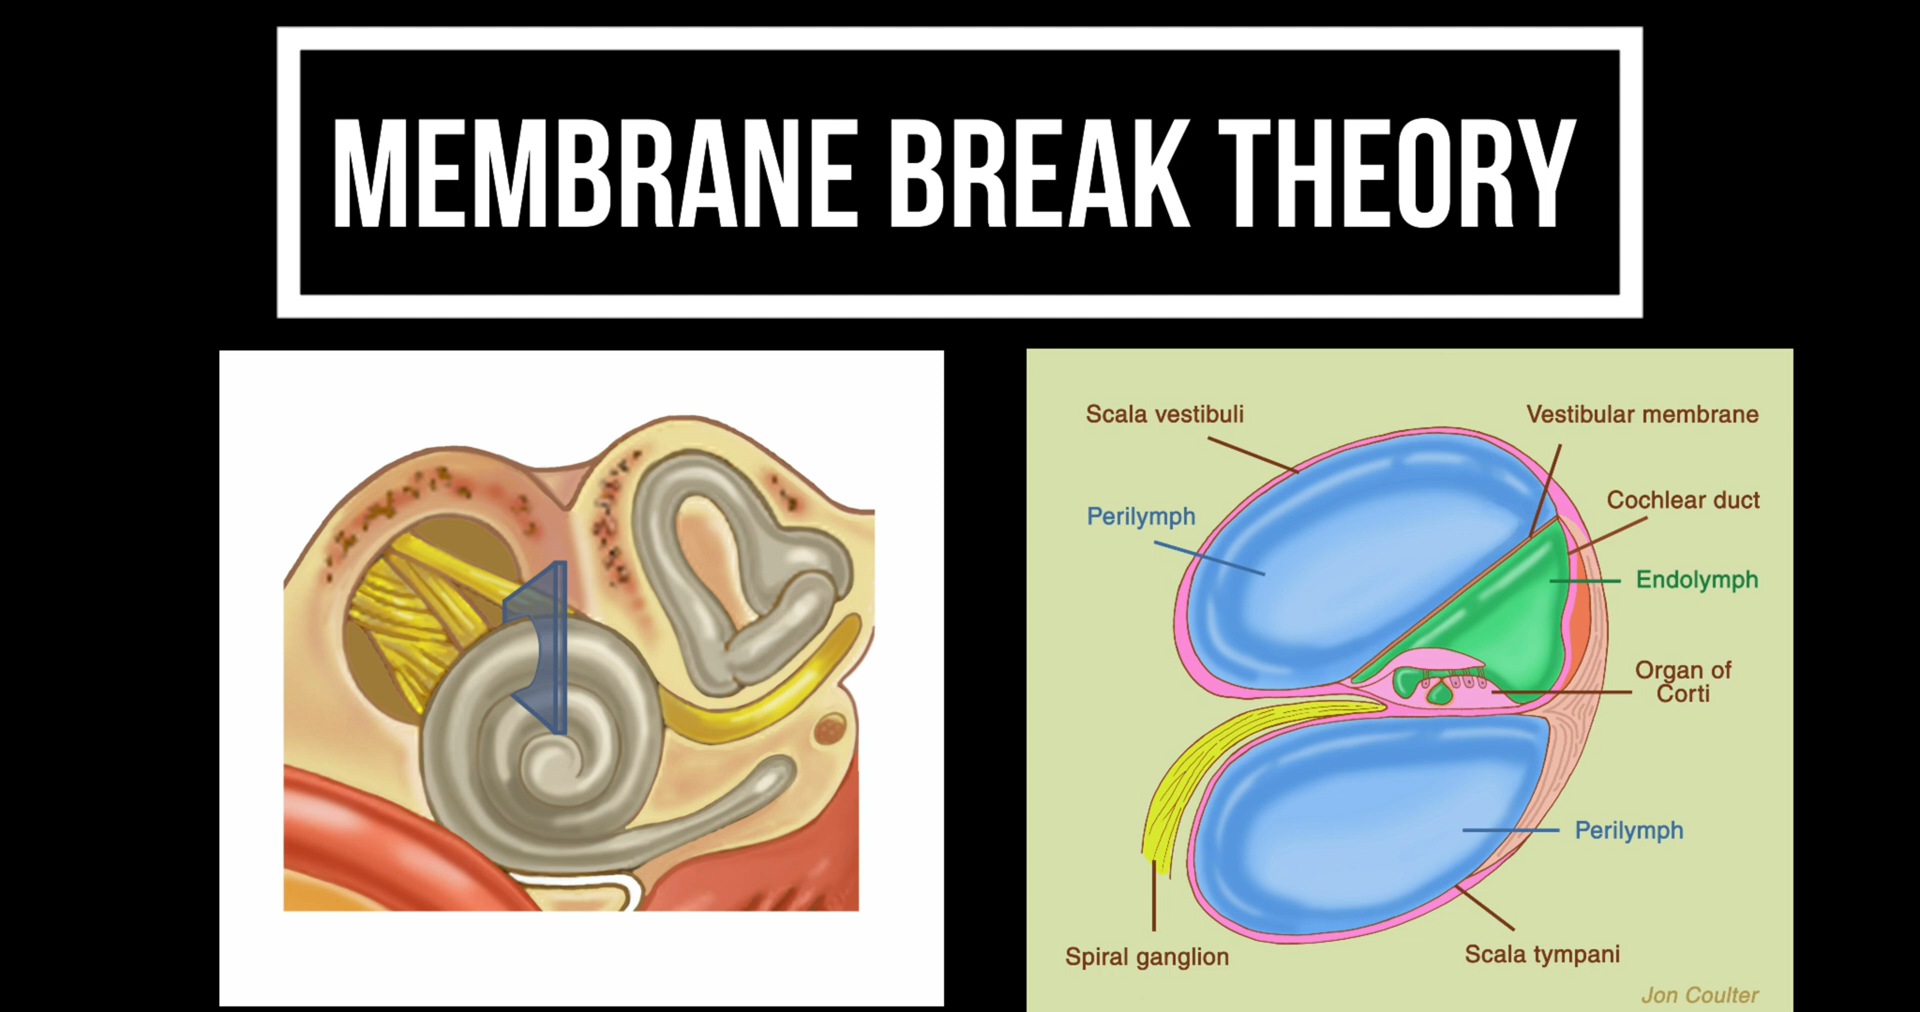 MEMBRANE BREAK THEORY
Scala vestibuli
Vestibular membrane
Cochlear duct
Perilymph
Endolymph
Organ of
Corti
Perilymph
Spiral ganglion
Scala tympani
Jon Coulter